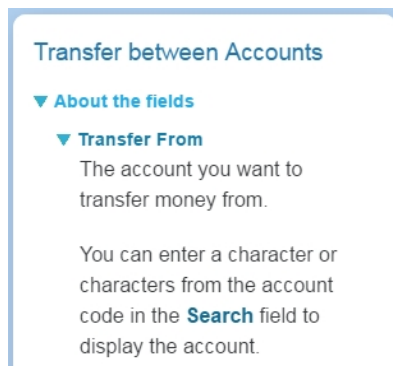 Transfer between Accounts
About the fields
Transfer From
The account you want to
transfer money from.
You can enter a character or
characters from the account
code in the Search field to
display the account.